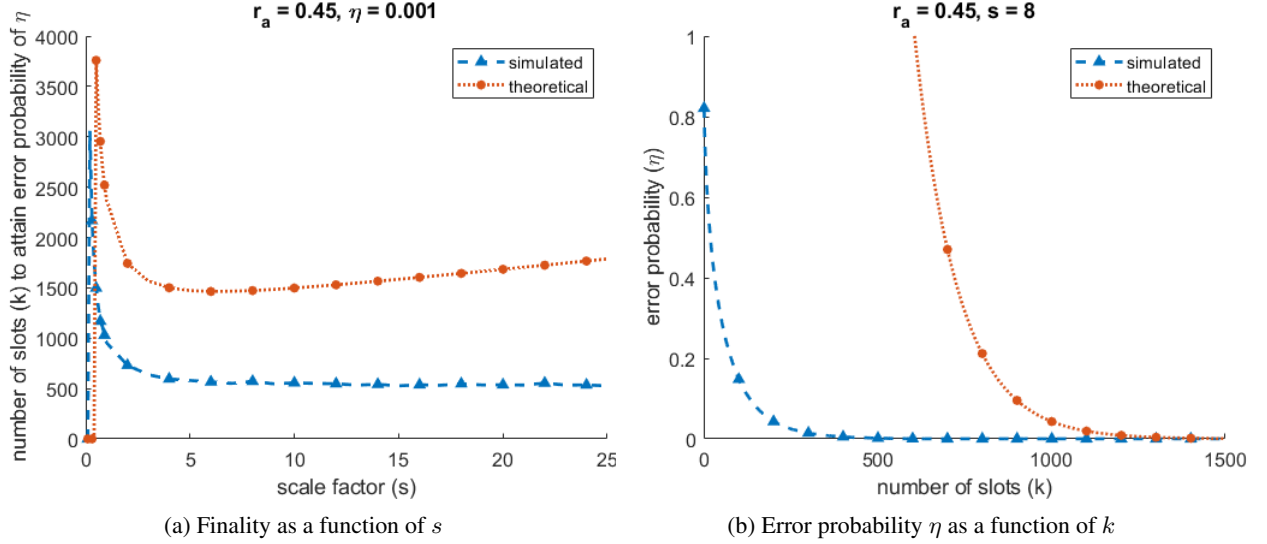 r_a = 0.45, η = 0.001
number of slots (k) to attain error probability of η
4000
3500
3000
2500
2000
1500
1000
500
0
simulated
theoretical
0 5 10 15 20 25
scale factor (s)
(a) Finality as a function of s
r_a = 0.45, s = 8
error probability (η)
1
0.8
0.6
0.4
0.2
0
simulated
theoretical
0 500 1000 1500
number of slots (k)
(b) Error probability η as a function of k